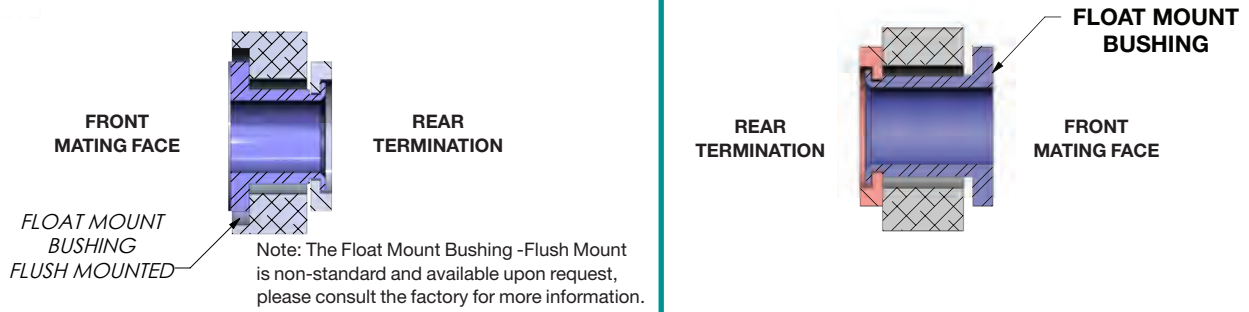 FRONT
MATING FACE
REAR
TERMINATION
FLOAT MOUNT
BUSHING
FLUSH MOUNTED
Note: The Float Mount Bushing -Flush Mount
is non-standard and available upon request,
please consult the factory for more information.
FLOAT MOUNT
BUSHING
REAR
TERMINATION
FRONT
MATING FACE